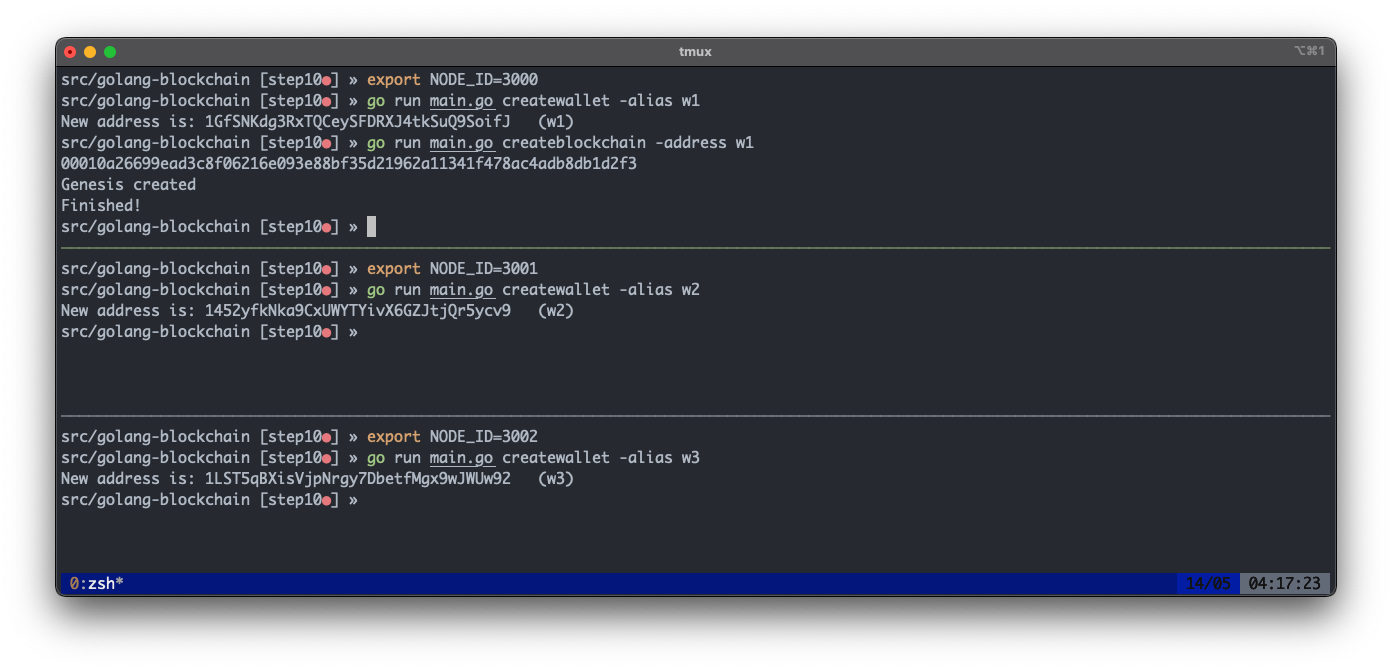 tmux
⌥⌘1
src/golang-blockchain [step10●] » export NODE_ID=3000
src/golang-blockchain [step10●] » go run main.go createwallet -alias w1
New address is: 1GfSNKdg3RxTQCeySFDRXJ4tkSuQ9SoifJ   (w1)
src/golang-blockchain [step10●] » go run main.go createblockchain -address w1
00010a26699ead3c8f06216e093e88bf35d21962a11341f478ac4adb8db1d2f3
Genesis created
Finished!
src/golang-blockchain [step10●] »
src/golang-blockchain [step10●] » export NODE_ID=3001
src/golang-blockchain [step10●] » go run main.go createwallet -alias w2
New address is: 1452yfkNka9CxUWYTYivX6GZJtjQr5ycv9   (w2)
src/golang-blockchain [step10●] »
src/golang-blockchain [step10●] » export NODE_ID=3002
src/golang-blockchain [step10●] » go run main.go createwallet -alias w3
New address is: 1LST5qBXisVjpNrgy7DbetfMgx9wJWUw92   (w3)
src/golang-blockchain [step10●] »
0:zsh* 14/05 04:17:23